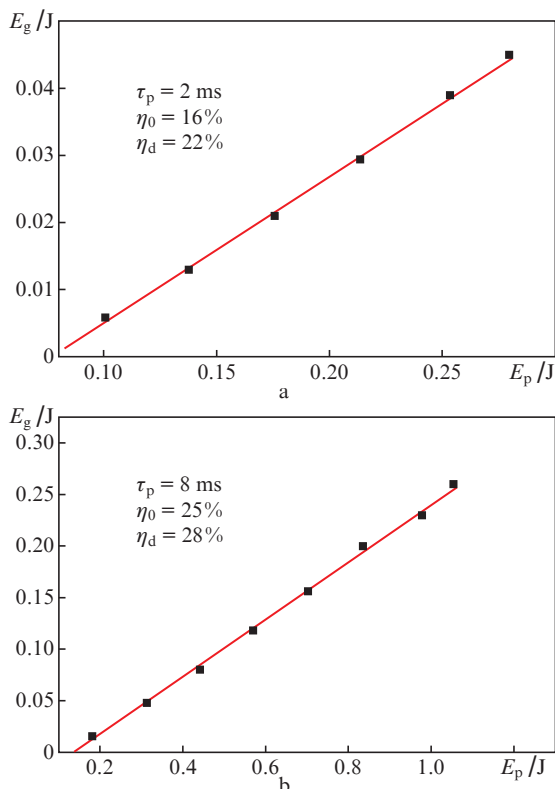 E_g /J
0.04
τ_p = 2 ms
η_0 = 16%
η_d = 22%
0.03
0.02
0.01
0
0.10 0.15 0.20 0.25 E_p /J
a
E_g /J
0.30
0.25
τ_p = 8 ms
η_0 = 25%
η_d = 28%
0.20
0.15
0.10
0.05
0
0.2 0.4 0.6 0.8 1.0 E_p /J
b